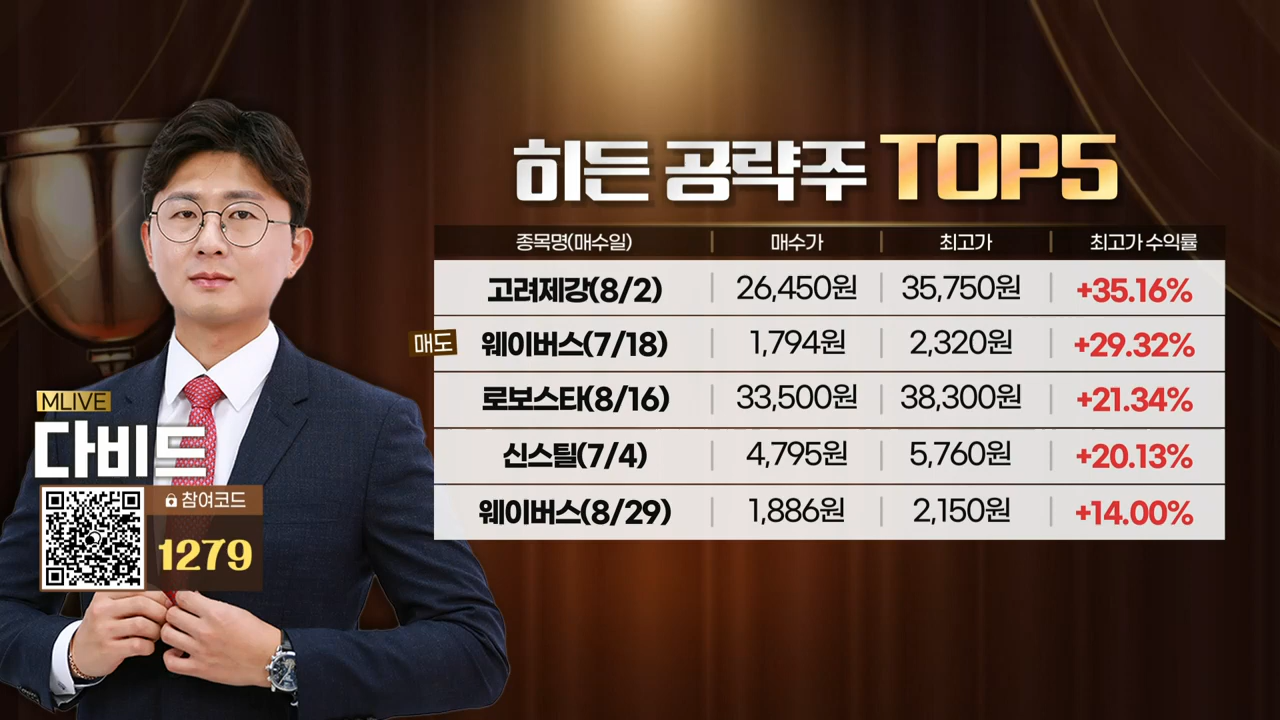 히든 공략주 TOP5
종목명(매수일) 매수가 최고가 최고가 수익률
고려제강(8/2) 26,450원 35,750원 +35.16%
매도 웨이버스(7/18) 1,794원 2,320원 +29.32%
로보스타(8/16) 33,500원 38,300원 +21.34%
신스틸(7/4) 4,795원 5,760원 +20.13%
웨이버스(8/29) 1,886원 2,150원 +14.00%
MLIVE
다비드
참여코드
1279